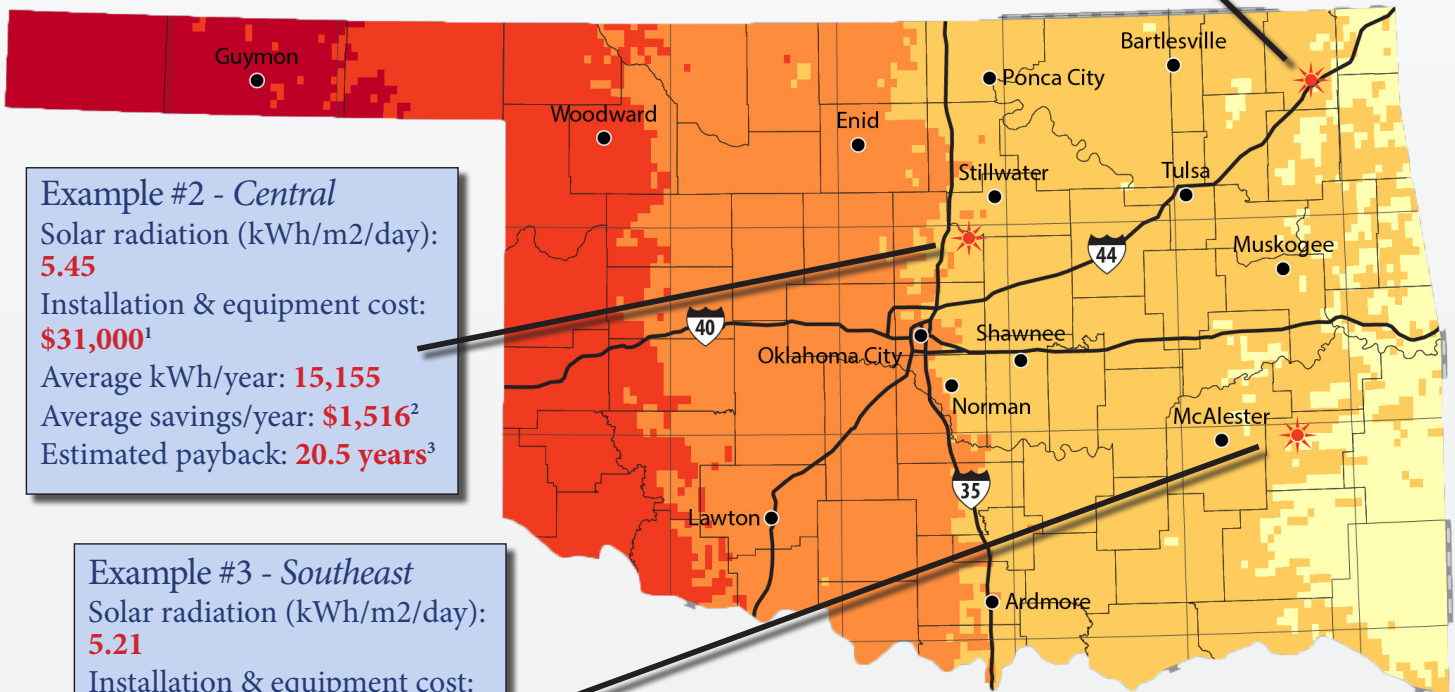 Guymon
Bartlesville
Ponca City
Woodward
Enid
Stillwater
Tulsa
Muskogee
44
40
Oklahoma City
Shawnee
Norman
McAlester
35
Lawton
Ardmore
Example #2 - Central
Solar radiation (kWh/m2/day):
5.45
Installation & equipment cost:
$31,000¹
Average kWh/year: 15,155
Average savings/year: $1,516²
Estimated payback: 20.5 years³
Example #3 - Southeast
Solar radiation (kWh/m2/day):
5.21
Installation & equipment cost: